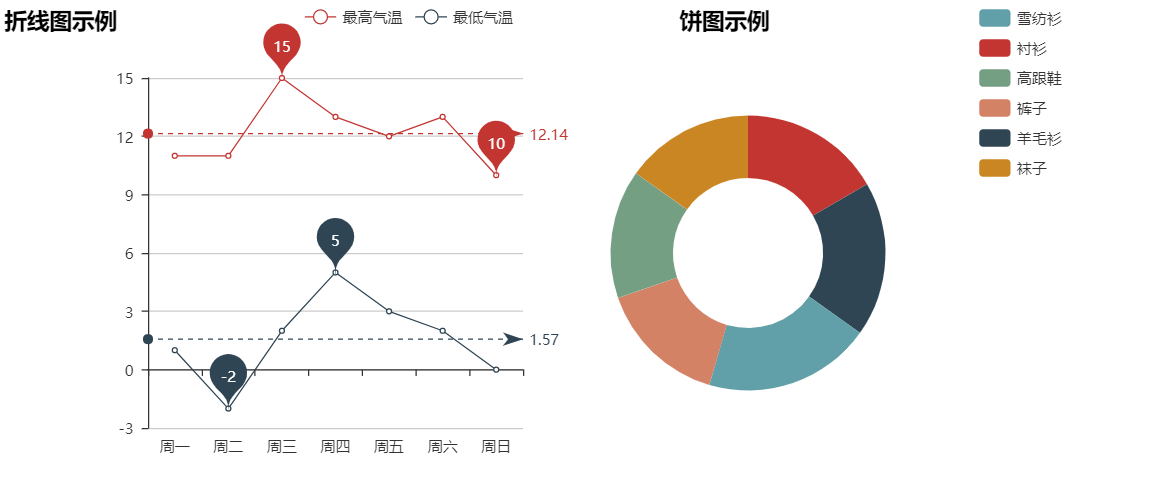 折线图示例
最高气温
最低气温
15
12
9
6
3
0
-3
15
10
5
-2
12.14
1.57
周一
周二
周三
周四
周五
周六
周日
饼图示例
雪纺衫
衬衫
高跟鞋
裤子
羊毛衫
袜子